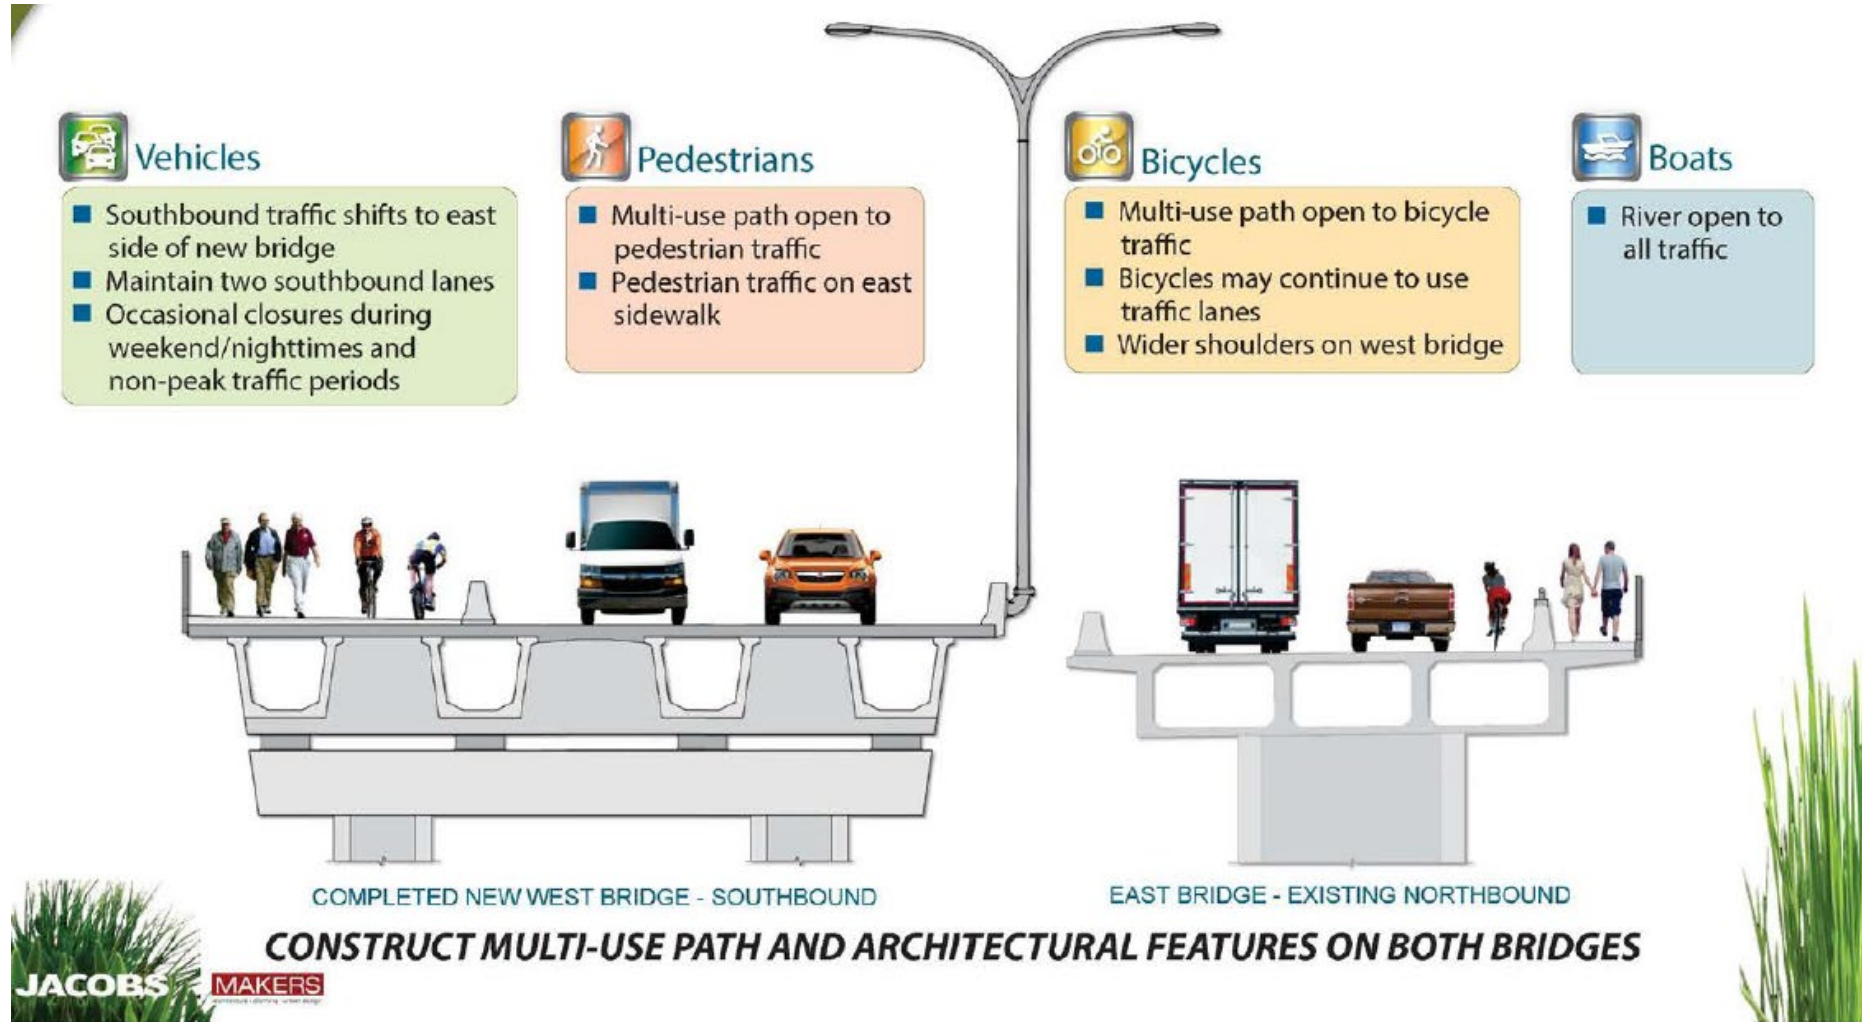 Vehicles
■ Southbound traffic shifts to east
side of new bridge
■ Maintain two southbound lanes
■ Occasional closures during
weekend/nighttimes and
non-peak traffic periods
Pedestrians
■ Multi-use path open to
pedestrian traffic
■ Pedestrian traffic on east
sidewalk
Bicycles
■ Multi-use path open to bicycle
traffic
■ Bicycles may continue to use
traffic lanes
■ Wider shoulders on west bridge
Boats
■ River open to
all traffic
COMPLETED NEW WEST BRIDGE - SOUTHBOUND
EAST BRIDGE - EXISTING NORTHBOUND
CONSTRUCT MULTI-USE PATH AND ARCHITECTURAL FEATURES ON BOTH BRIDGES
JACOBS
MAKERS